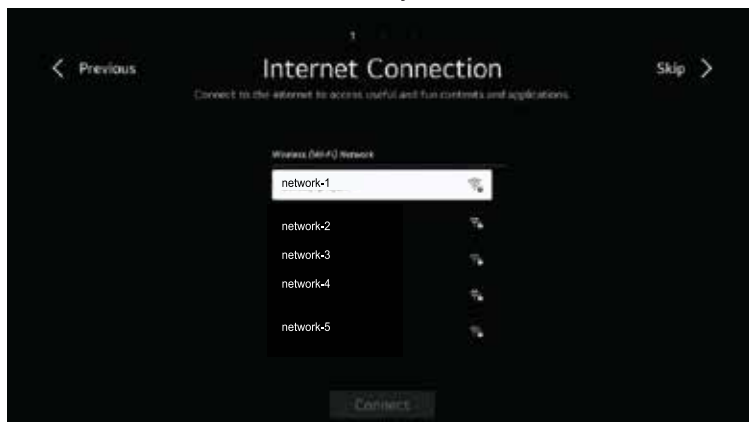 1
Previous
Internet Connection
Skip
Connect to the internet to access useful and fun contents and applications.
Wireless (Wi-Fi) Network
network-1
network-2
network-3
network-4
network-5
Connect